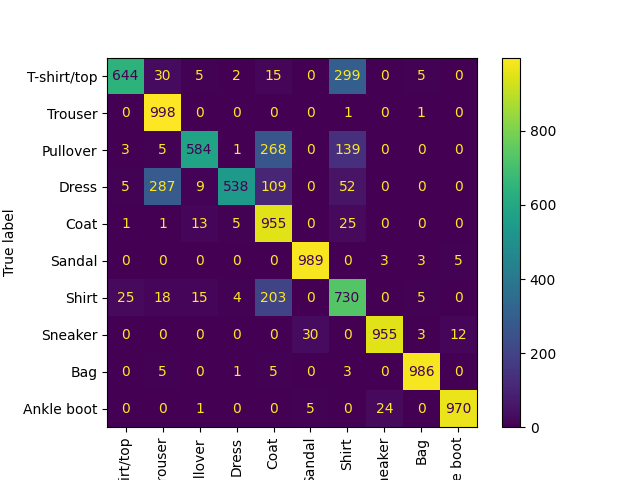 T-shirt/top 644 30 5 2 15 0 299 0 5 0
Trouser 0 998 0 0 0 0 1 0 1 0
Pullover 3 5 584 1 268 0 139 0 0 0
Dress 5 287 9 538 109 0 52 0 0 0
Coat 1 1 13 5 955 0 25 0 0 0
Sandal 0 0 0 0 0 989 0 3 3 5
Shirt 25 18 15 4 203 0 730 0 5 0
Sneaker 0 0 0 0 0 30 0 955 3 12
Bag 0 5 0 1 5 0 3 0 986 0
Ankle boot 0 0 1 0 0 5 0 24 0 970
True label
irt/top
rouser
llover
Dress
Coat
Sandal
Shirt
neaker
Bag
e boot
800
600
400
200
0